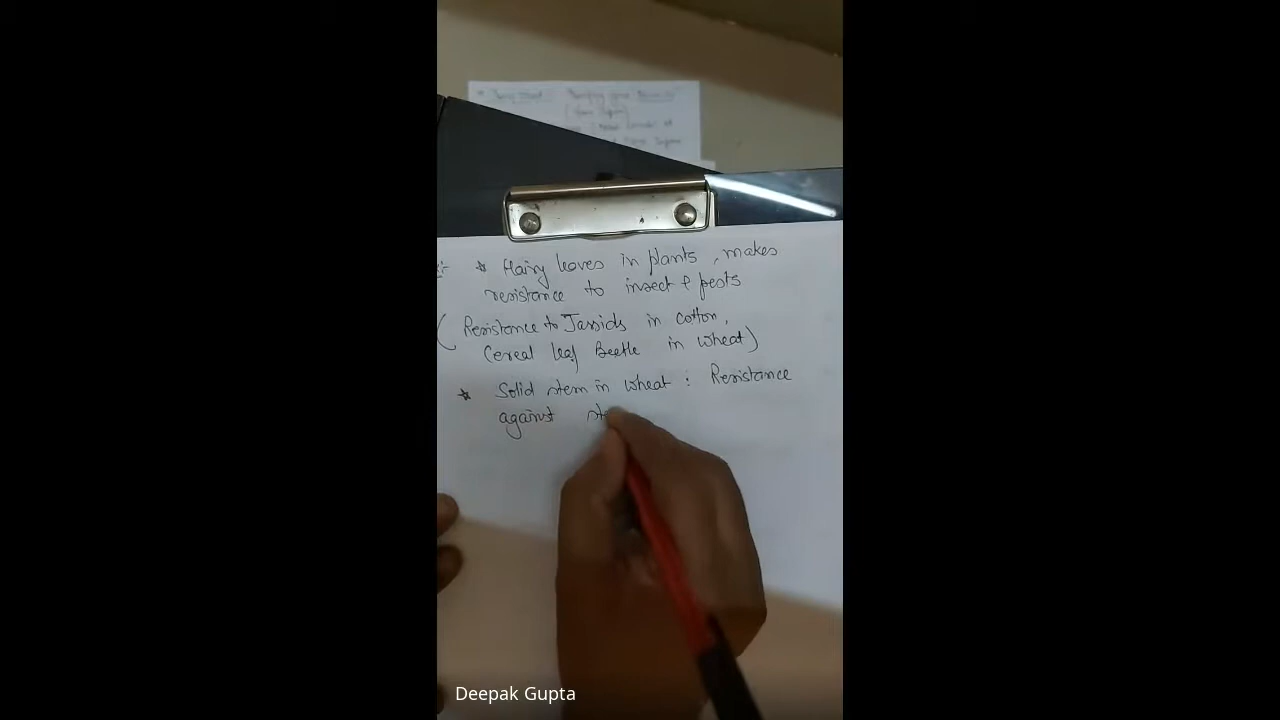 * Hairy leaves in plants, makes
resistance to insect & pests
(Resistance to Jassids in cotton,
Cereal leaf Beetle in wheat)
* Solid stem in wheat : Resistance
against ste
Deepak Gupta